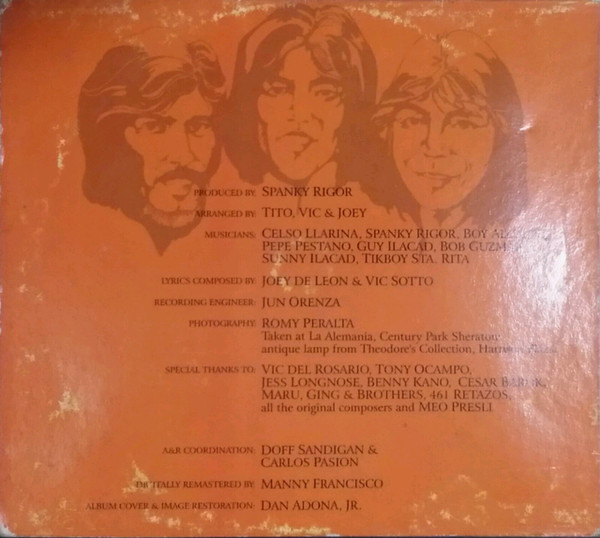 PRODUCED BY: SPANKY RIGOR
ARRANGED BY: TITO, VIC & JOEY
MUSICIANS: CELSO LLARINA, SPANKY RIGOR, BOY
PEPE PESTANO, GUY ILACAD, BOB
SUNNY ILACAD, TIKBOY STA. RITA
LYRICS COMPOSED BY: JOEY DE LEON & VIC SOTTO
RECORDING ENGINEER: JUN ORENZA
PHOTOGRAPHY: ROMY PERALTA
Taken at La Alemania, Century Park Sheraton;
antique lamp from Theodore's Collection,
SPECIAL THANKS TO: VIC DEL ROSARIO, TONY OCAMPO,
JESS LONGNOSE, BENNY KANO, CESAR
MARU, GING & BROTHERS, 461 RETAZOS,
all the original composers and MEO PRESLI
A&R COORDINATION: DOFF SANDIGAN &
CARLOS PASION
DIGITALLY REMASTERED BY: MANNY FRANCISCO
ALBUM COVER & IMAGE RESTORATION: DAN ADONA, JR.